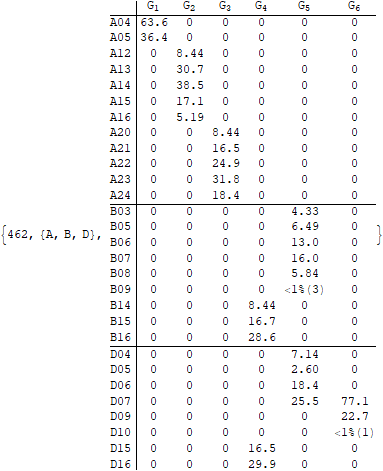 G1 G2 G3 G4 G5 G6
A04 63.6 0 0 0 0 0
A05 36.4 0 0 0 0 0
A12 0 8.44 0 0 0 0
A13 0 30.7 0 0 0 0
A14 0 38.5 0 0 0 0
A15 0 17.1 0 0 0 0
A16 0 5.19 0 0 0 0
A20 0 0 8.44 0 0 0
A21 0 0 16.5 0 0 0
A22 0 0 24.9 0 0 0
A23 0 0 31.8 0 0 0
A24 0 0 18.4 0 0 0
B03 0 0 0 0 4.33 0
{462, {A, B, D}, }
B05 0 0 0 0 6.49 0
B06 0 0 0 0 13.0 0
B07 0 0 0 0 16.0 0
B08 0 0 0 0 5.84 0
B09 0 0 0 0 <1%(3) 0
B14 0 0 0 8.44 0 0
B15 0 0 0 16.7 0 0
B16 0 0 0 28.6 0 0
D04 0 0 0 0 7.14 0
D05 0 0 0 0 2.60 0
D06 0 0 0 0 18.4 0
D07 0 0 0 0 25.5 77.1
D09 0 0 0 0 0 22.7
D10 0 0 0 0 0 <1%(1)
D15 0 0 0 16.5 0 0
D16 0 0 0 29.9 0 0